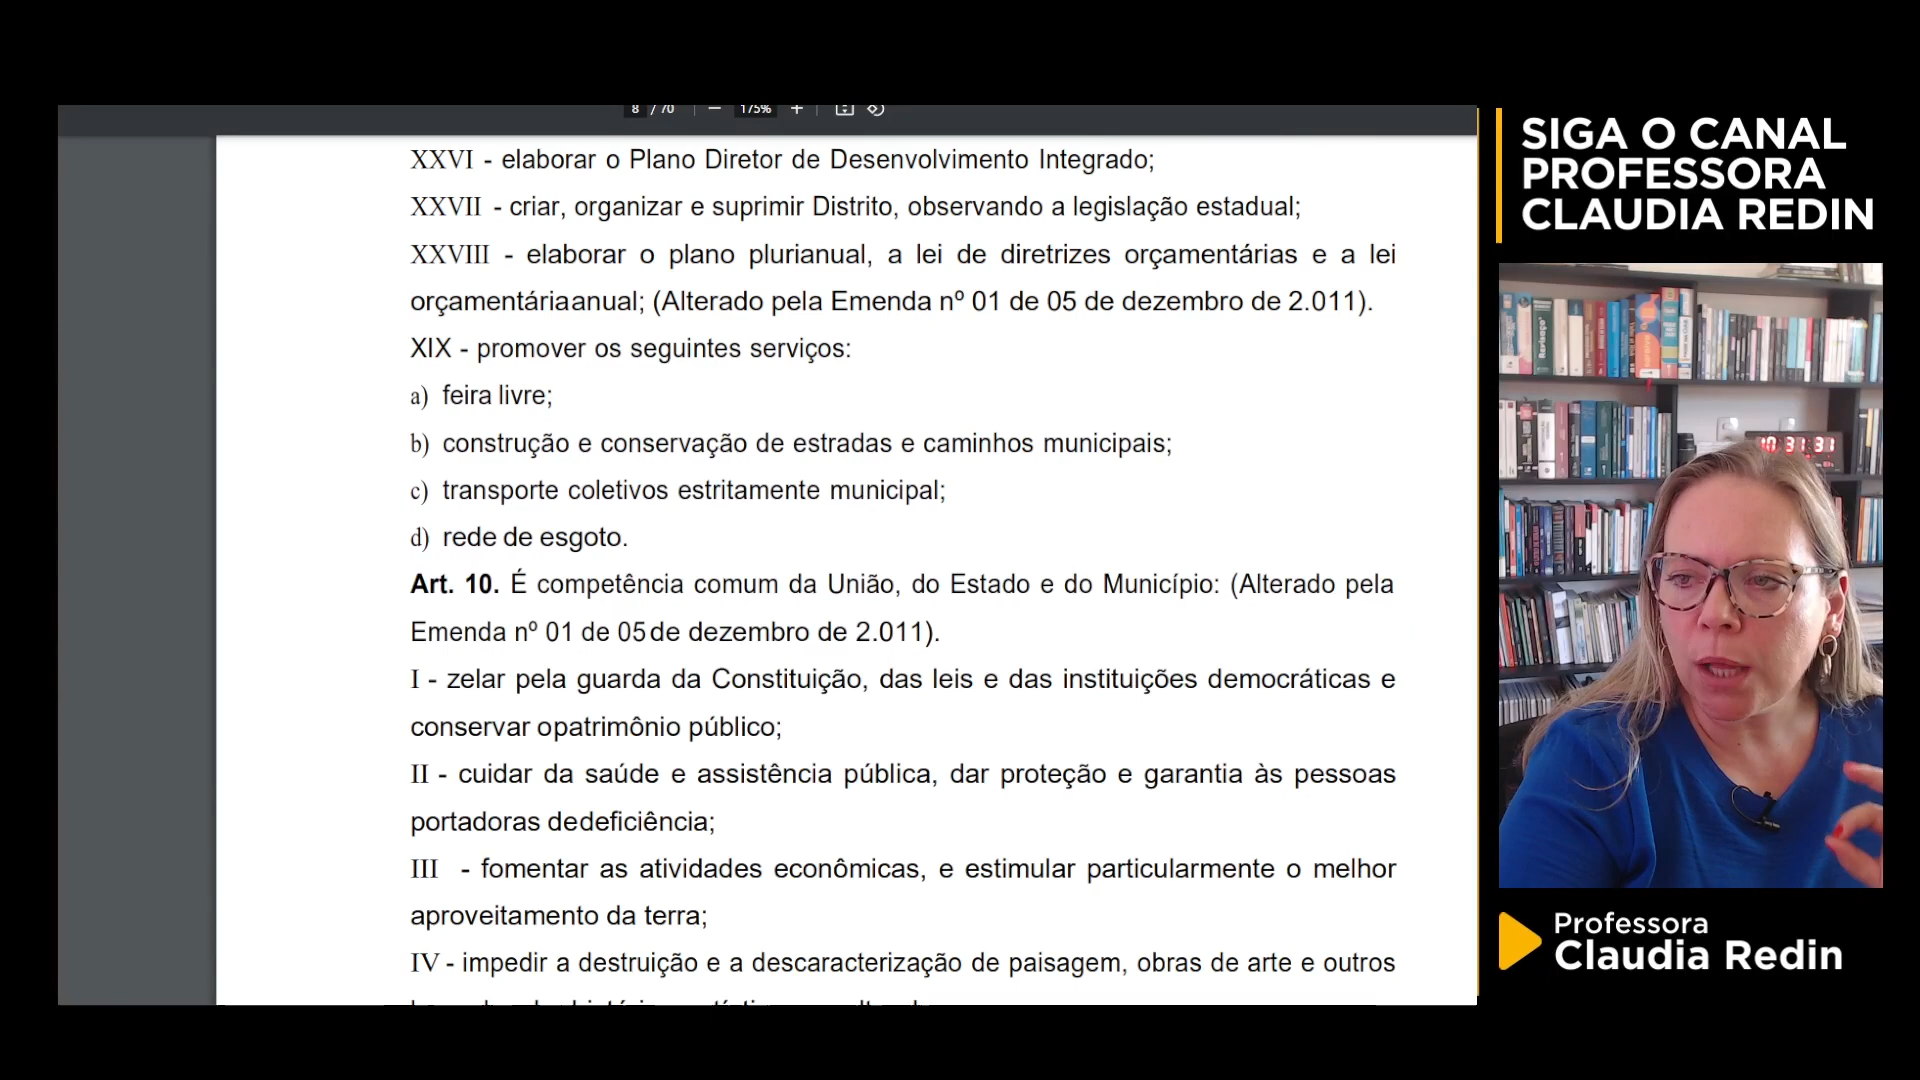 8 / 70 — 175% +
XXVI - elaborar o Plano Diretor de Desenvolvimento Integrado;
XXVII - criar, organizar e suprimir Distrito, observando a legislação estadual;
XXVIII - elaborar o plano plurianual, a lei de diretrizes orçamentárias e a lei
orçamentáriaanual; (Alterado pela Emenda nº 01 de 05 de dezembro de 2.011).
XIX - promover os seguintes serviços:
a) feira livre;
b) construção e conservação de estradas e caminhos municipais;
c) transporte coletivos estritamente municipal;
d) rede de esgoto.
Art. 10. É competência comum da União, do Estado e do Município: (Alterado pela
Emenda nº 01 de 05 de dezembro de 2.011).
I - zelar pela guarda da Constituição, das leis e das instituições democráticas e
conservar opatrimônio público;
II - cuidar da saúde e assistência pública, dar proteção e garantia às pessoas
portadoras dedeficiência;
III - fomentar as atividades econômicas, e estimular particularmente o melhor
aproveitamento da terra;
IV - impedir a destruição e a descaracterização de paisagem, obras de arte e outros
SIGA O CANAL
PROFESSORA
CLAUDIA REDIN
10:31:31
Professora
Claudia Redin